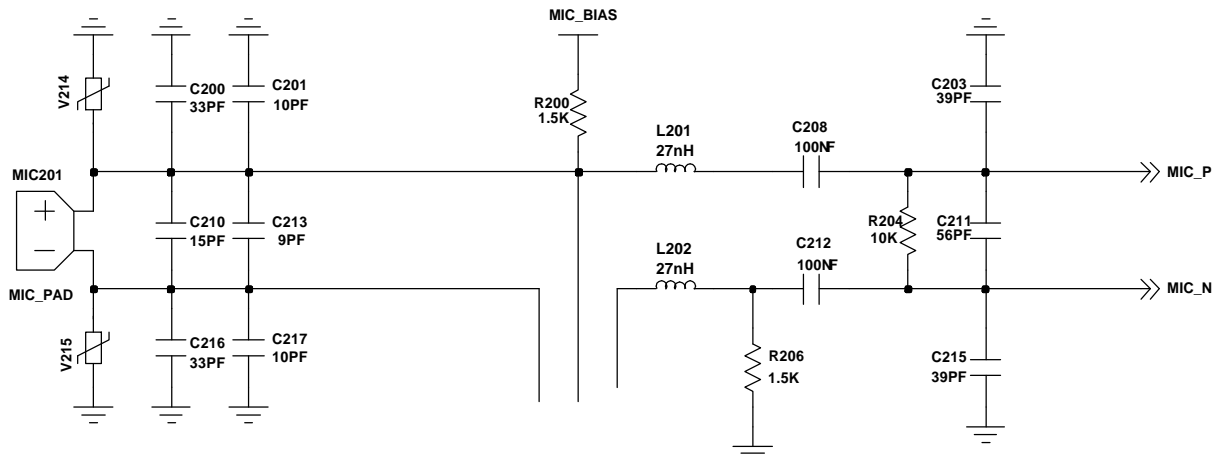 MIC_BIAS
V214
C200
33PF
C201
10PF
R200
1.5K
C203
39PF
L201
27nH
C208
100NF
MIC_P
MIC201
+
−
MIC_PAD
C210
15PF
C213
9PF
L202
27nH
C212
100NF
R204
10K
C211
56PF
MIC_N
V215
C216
33PF
C217
10PF
R206
1.5K
C215
39PF